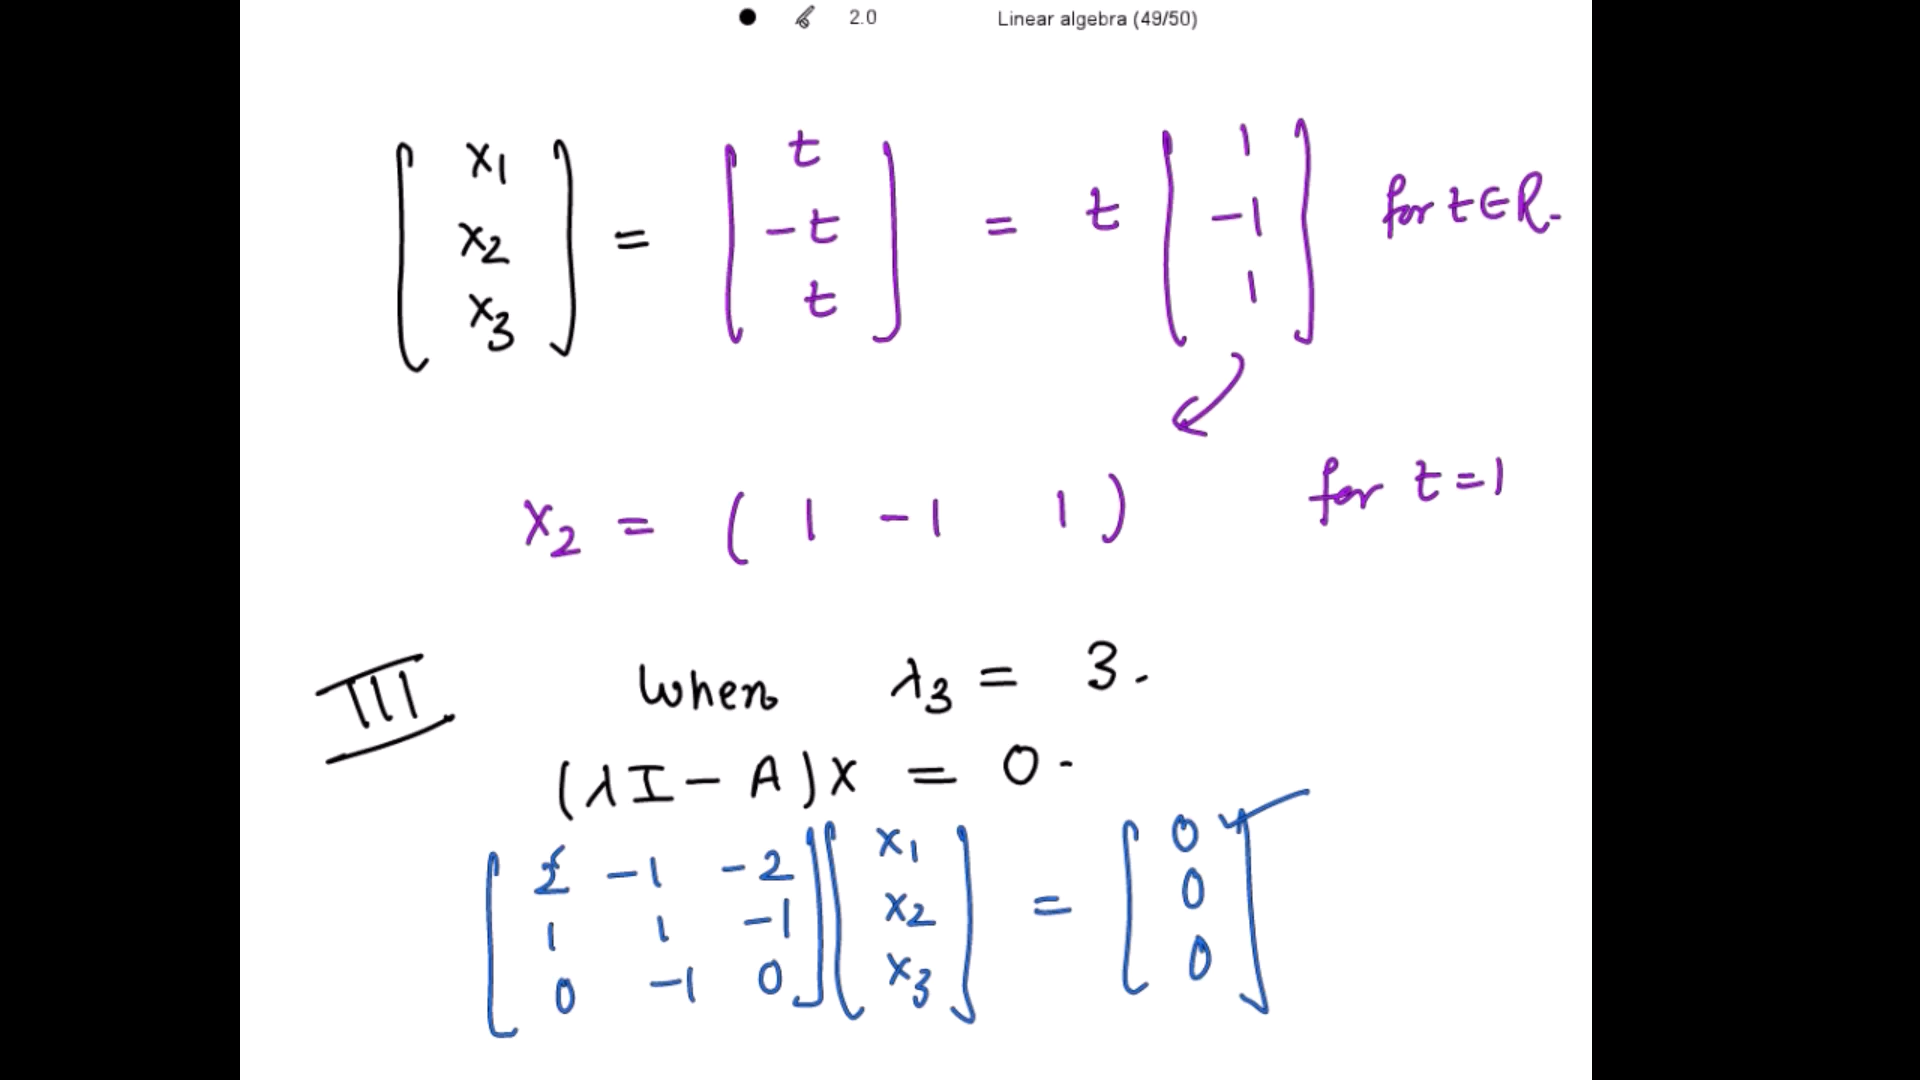 2.0 Linear algebra (49/50)
[x1 x2 x3] = [t -t t] = t [1 -1 1] for t∈R.
x2 = (1 -1 1) for t=1
III when λ3 = 3.
(λI - A)x = 0.
[2 -1 -2
1 1 -1
0 -1 0] [x1 x2 x3] = [0 0 0]